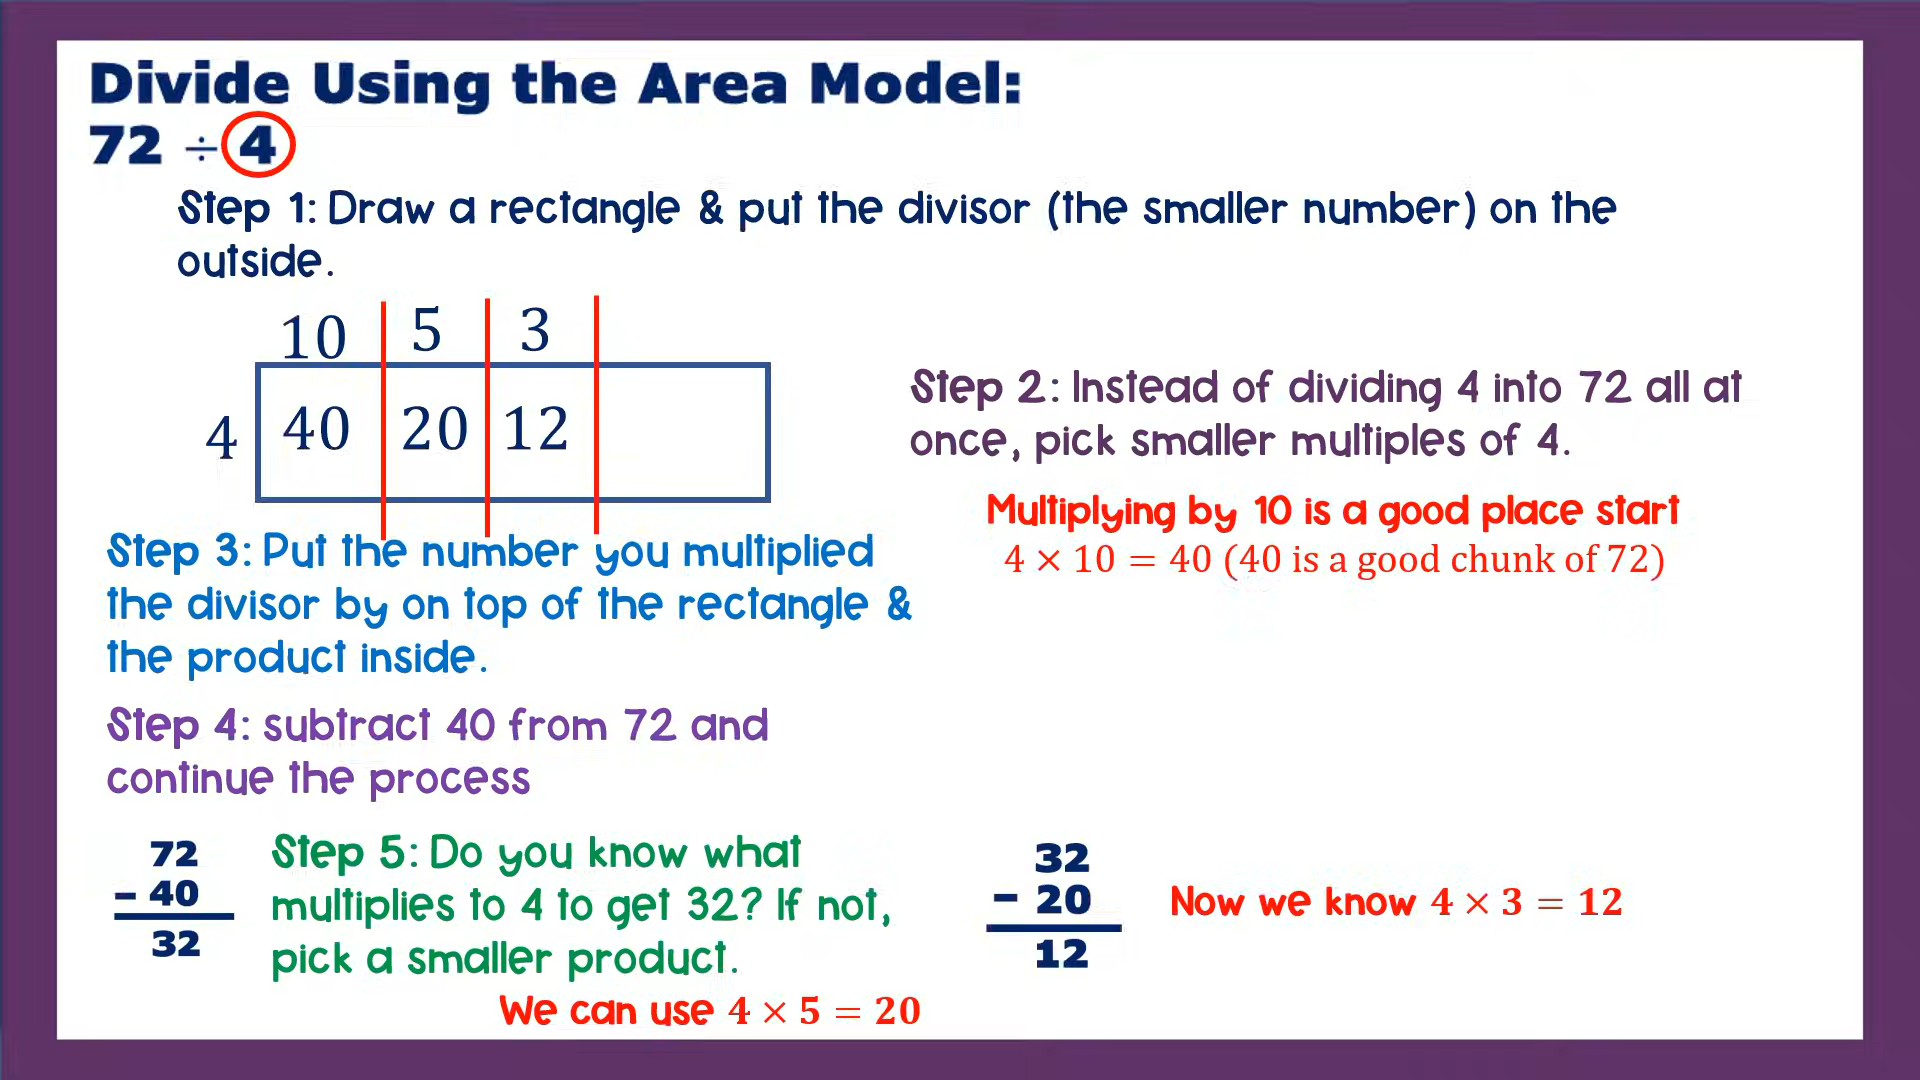 Divide Using the Area Model:
72 ÷ 4
Step 1: Draw a rectangle & put the divisor (the smaller number) on the
outside.
10 5 3
4 40 20 12
Step 2: Instead of dividing 4 into 72 all at
once, pick smaller multiples of 4.
Multiplying by 10 is a good place start
4 × 10 = 40 (40 is a good chunk of 72)
Step 3: Put the number you multiplied
the divisor by on top of the rectangle &
the product inside.
Step 4: subtract 40 from 72 and
continue the process
72
− 40
32
Step 5: Do you know what
multiplies to 4 to get 32? If not,
pick a smaller product.
We can use 4 × 5 = 20
32
− 20
12
Now we know 4 × 3 = 12